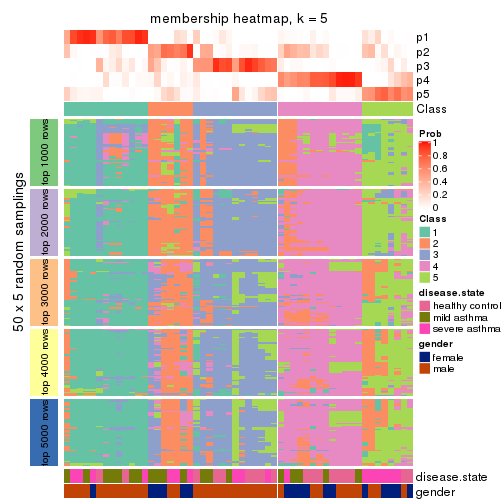 membership heatmap, k = 5
p1
p2
p3
p4
p5
Class
50 x 5 random samplings
top 1000 rows
top 2000 rows
top 3000 rows
top 4000 rows
top 5000 rows
Prob
1
0.8
0.6
0.4
0.2
0
Class
1
2
3
4
5
disease.state
healthy control
mild asthma
severe asthma
gender
female
male
disease.state
gender